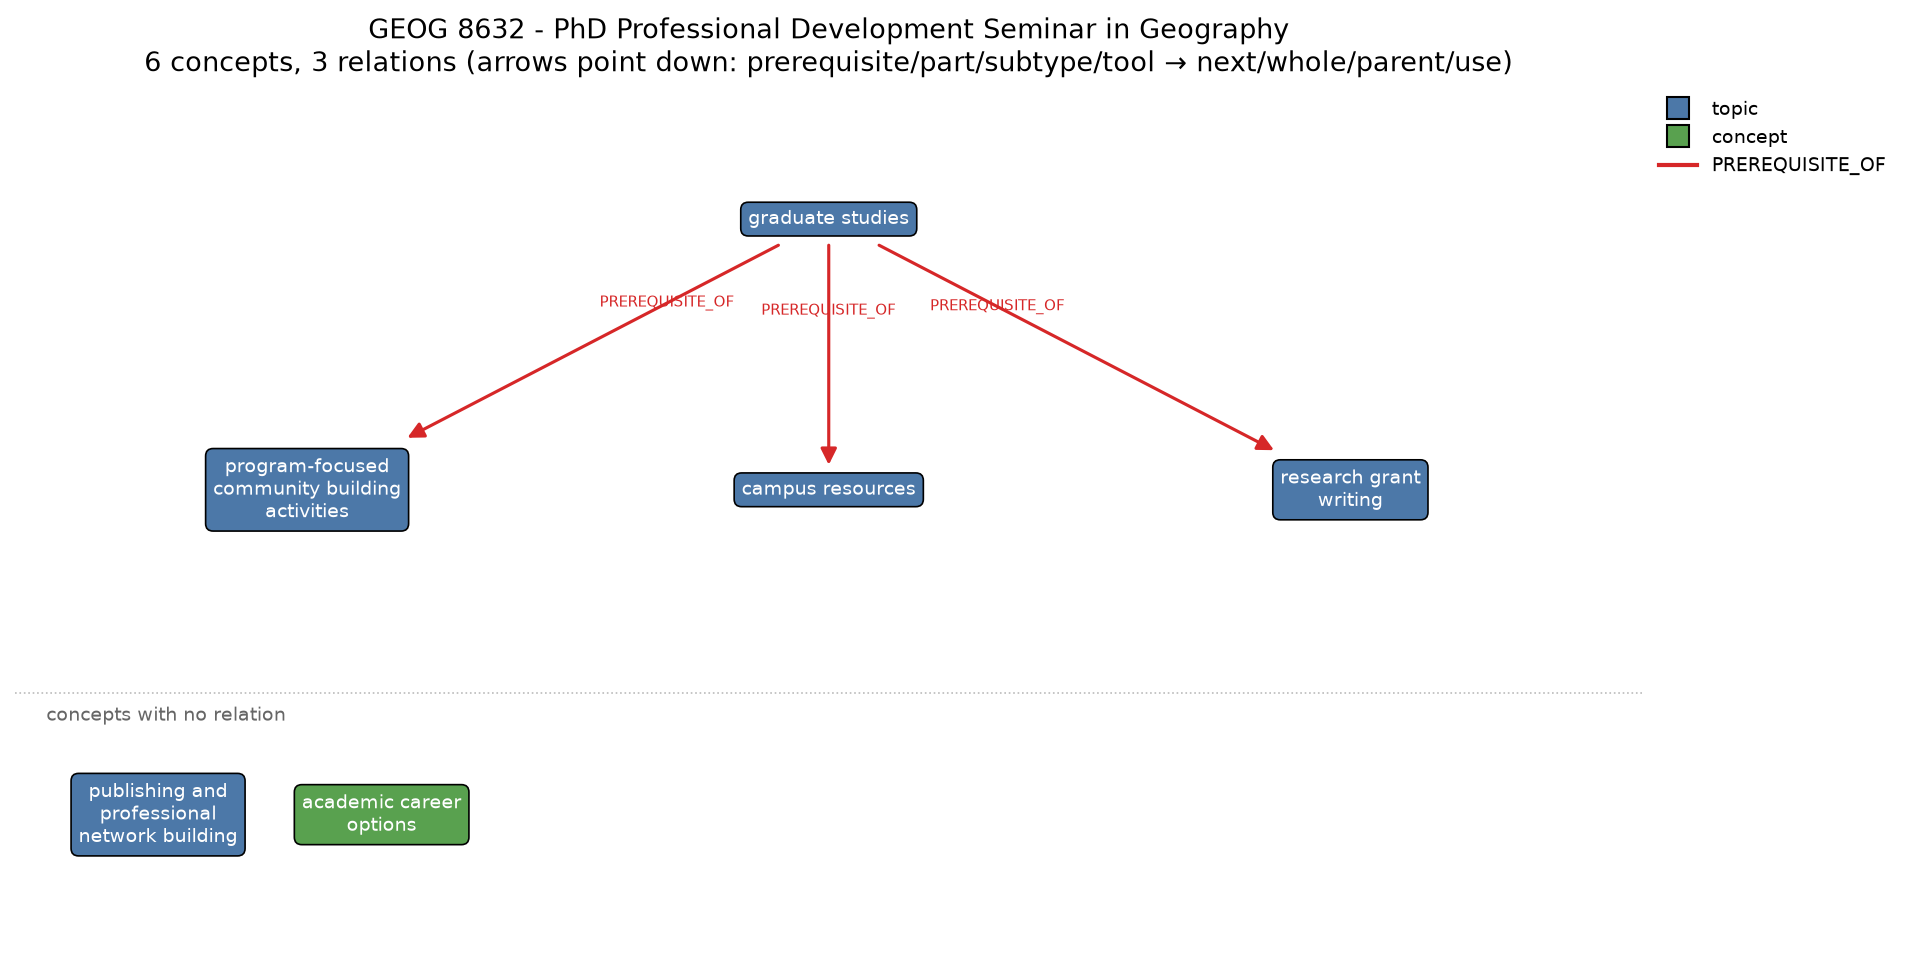 GEOG 8632 - PhD Professional Development Seminar in Geography
6 concepts, 3 relations (arrows point down: prerequisite/part/subtype/tool → next/whole/parent/use)
topic
concept
PREREQUISITE_OF
graduate studies
PREREQUISITE_OF
PREREQUISITE_OF
PREREQUISITE_OF
program-focused
community building
activities
campus resources
research grant
writing
concepts with no relation
publishing and
professional
network building
academic career
options